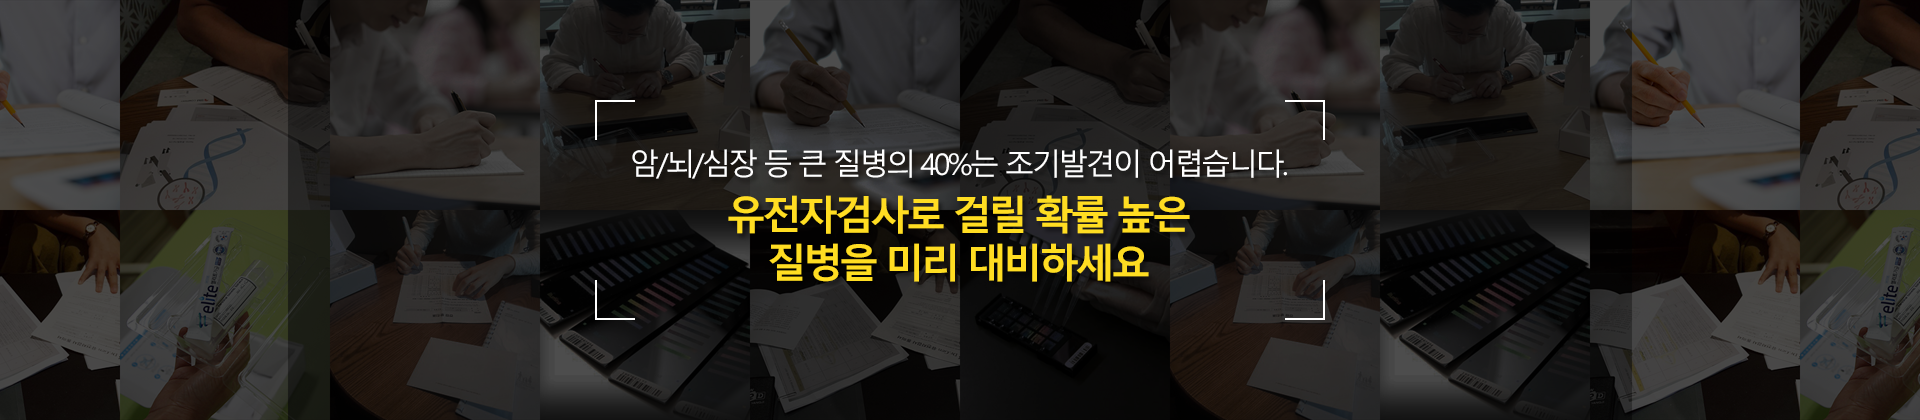 암/뇌/심장 등 큰 질병의 40%는 조기발견이 어렵습니다.
유전자검사로 걸릴 확률 높은
질병을 미리 대비하세요
elite
elite